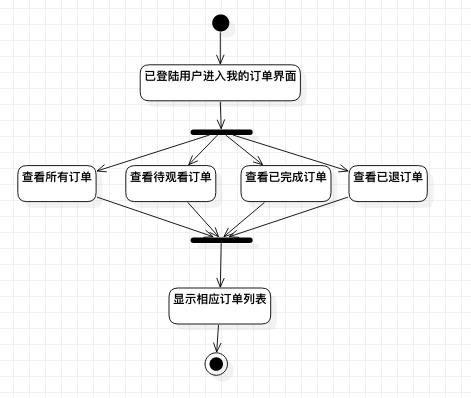 已登陆用户进入我的订单界面
查看所有订单
查看待观看订单
查看已完成订单
查看已退订单
显示相应订单列表